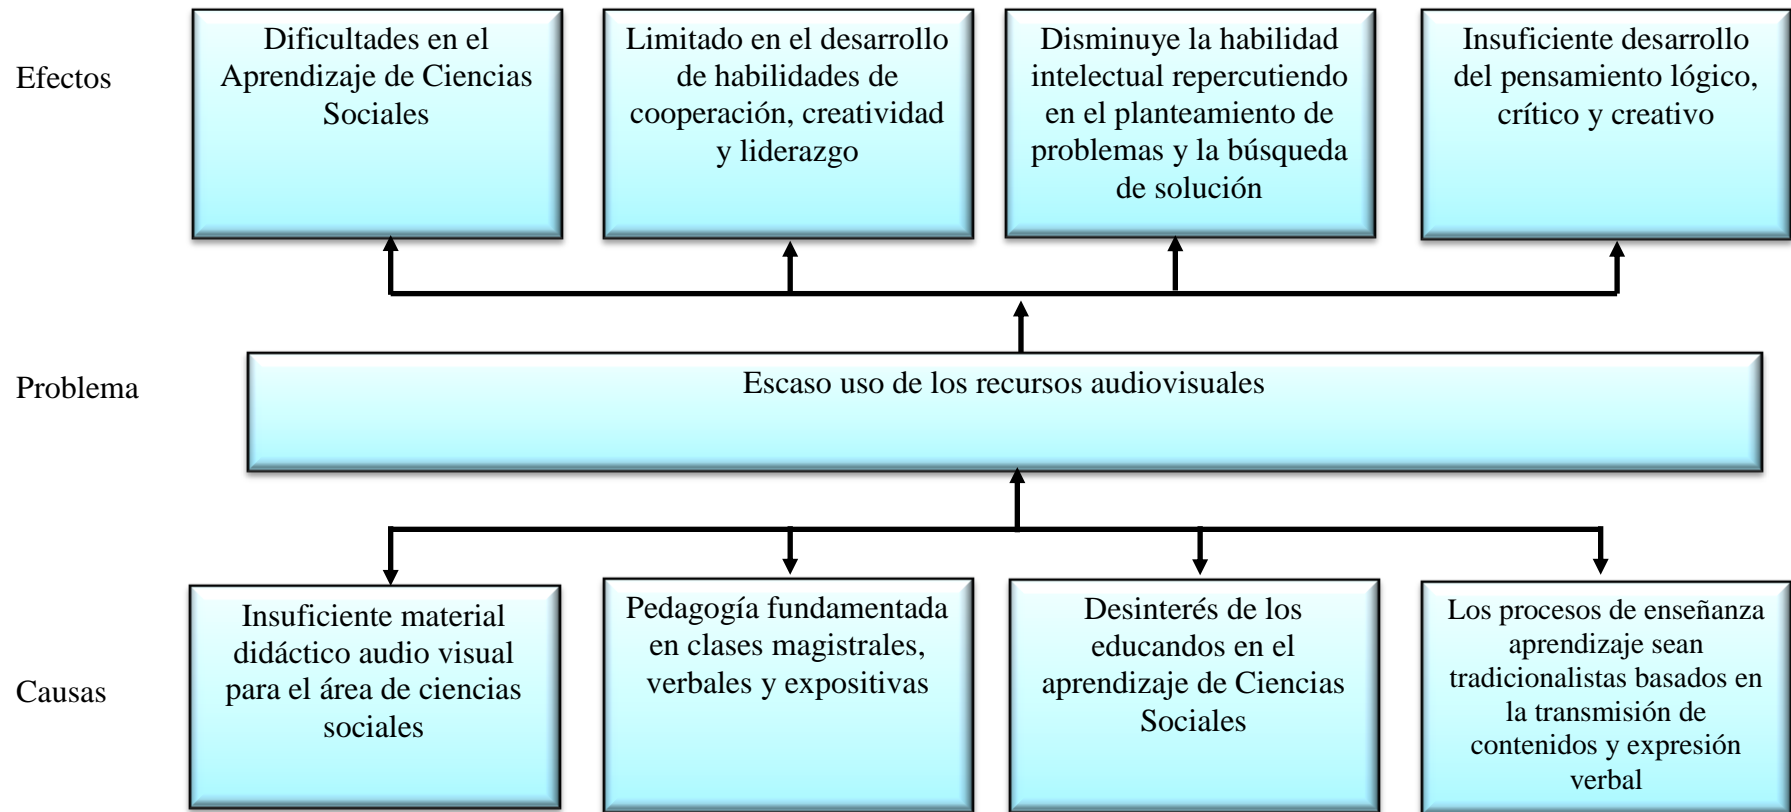 Efectos
Dificultades en el
Aprendizaje de Ciencias
Sociales
Limitado en el desarrollo
de habilidades de
cooperación, creatividad
y liderazgo
Disminuye la habilidad
intelectual repercutiendo
en el planteamiento de
problemas y la búsqueda
de solución
Insuficiente desarrollo
del pensamiento lógico,
crítico y creativo
Problema
Escaso uso de los recursos audiovisuales
Causas
Insuficiente material
didáctico audio visual
para el área de ciencias
sociales
Pedagogía fundamentada
en clases magistrales,
verbales y expositivas
Desinterés de los
educandos en el
aprendizaje de Ciencias
Sociales
Los procesos de enseñanza
aprendizaje sean
tradicionalistas basados en
la transmisión de
contenidos y expresión
verbal